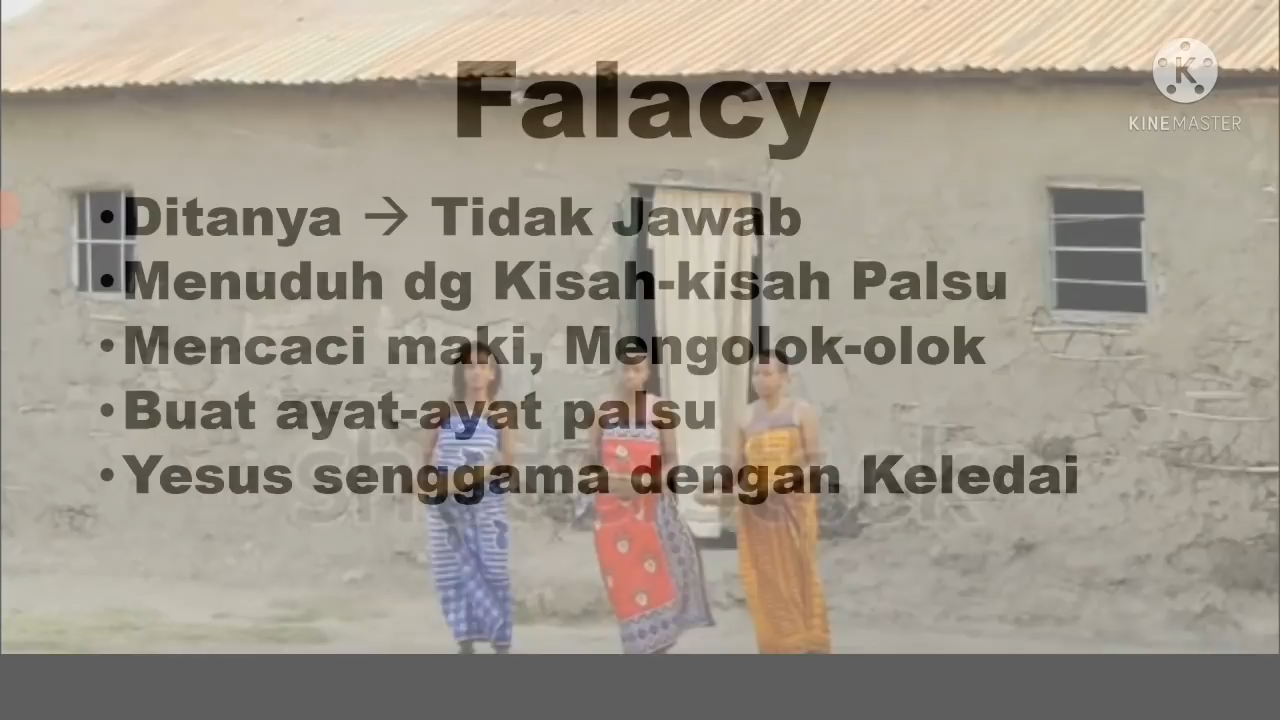 Falacy
K
KINEMASTER
• Ditanya → Tidak Jawab
• Menuduh dg Kisah-kisah Palsu
• Mencaci maki, Mengolok-olok
• Buat ayat-ayat palsu
• Yesus senggama dengan Keledai
shutterstock